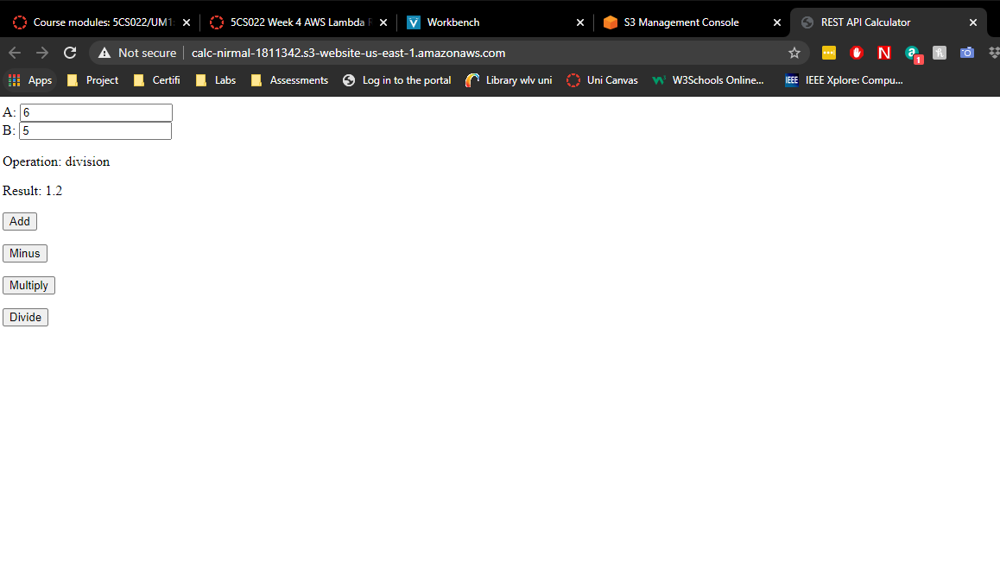 Course modules: 5CS022/UM1: 5CS022 Week 4 AWS Lambda Workbench S3 Management Console REST API Calculator
Not secure calc-nirmal-1811342.s3-website-us-east-1.amazonaws.com
Apps Project Certifi Labs Assessments Log in to the portal Library wlv uni Uni Canvas W3Schools Online... IEEE IEEE Xplore: Compu...
A: 6
B: 5
Operation: division
Result: 1.2
Add
Minus
Multiply
Divide